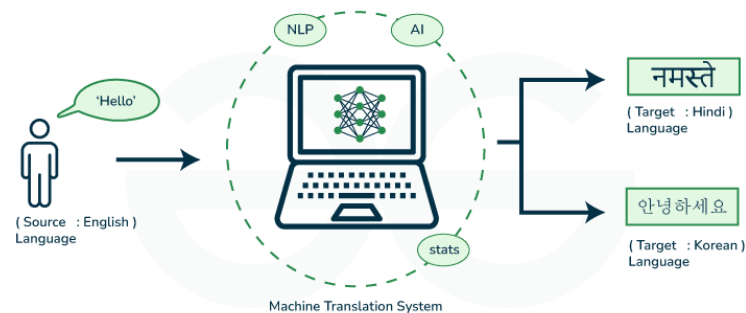 NLP
AI
'Hello'
नमस्ते
( Target : Hindi )
Language
( Source : English )
Language
안녕하세요
stats
( Target : Korean )
Language
Machine Translation System